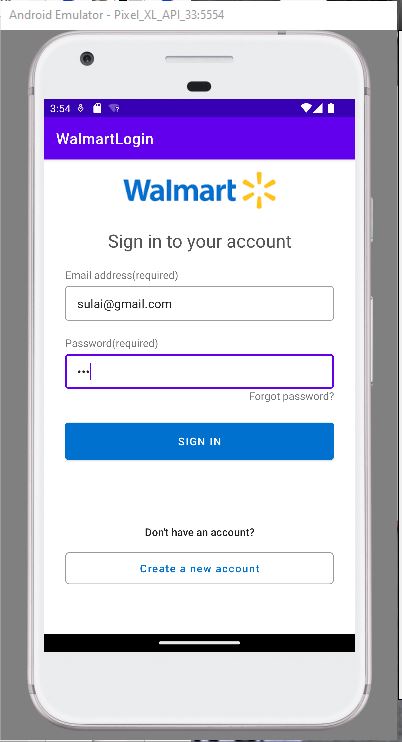 Android Emulator - Pixel_XL_API_33:5554
3:54
WalmartLogin
Walmart
Sign in to your account
Email address(required)
sulai@gmail.com
Password(required)
•••
Forgot password?
SIGN IN
Don't have an account?
Create a new account